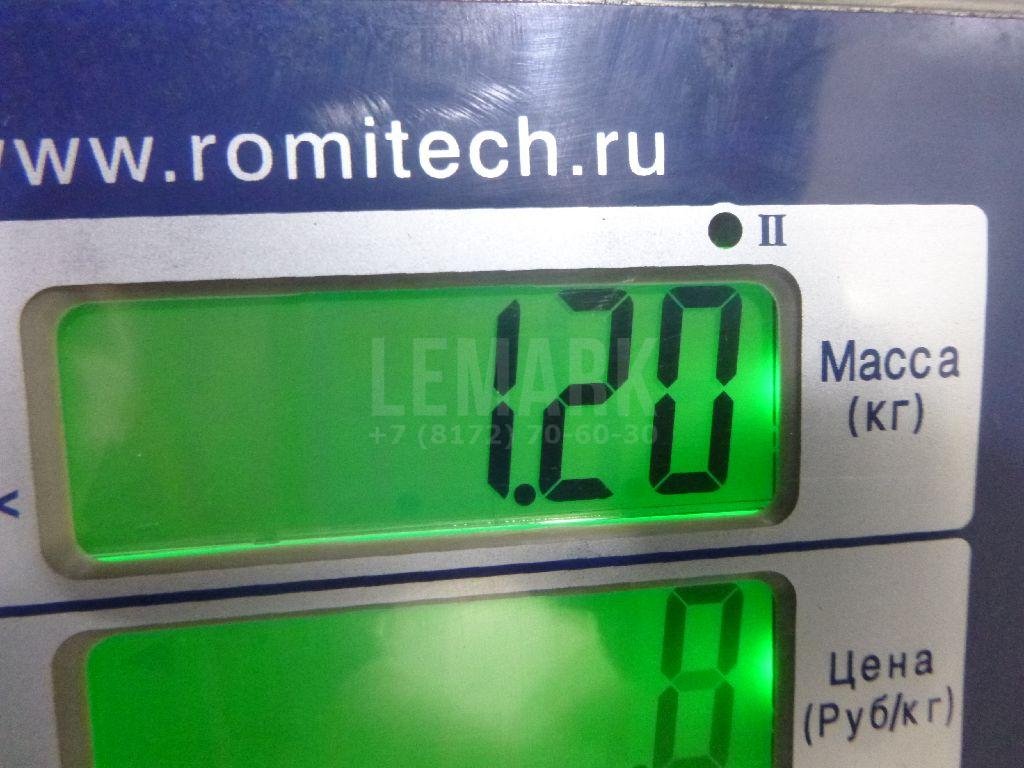 www.romitech.ru
II
1.20
Масса
(кг)
<
LEMARK
+7 (8172) 70-60-30
Цена
(Руб/кг)